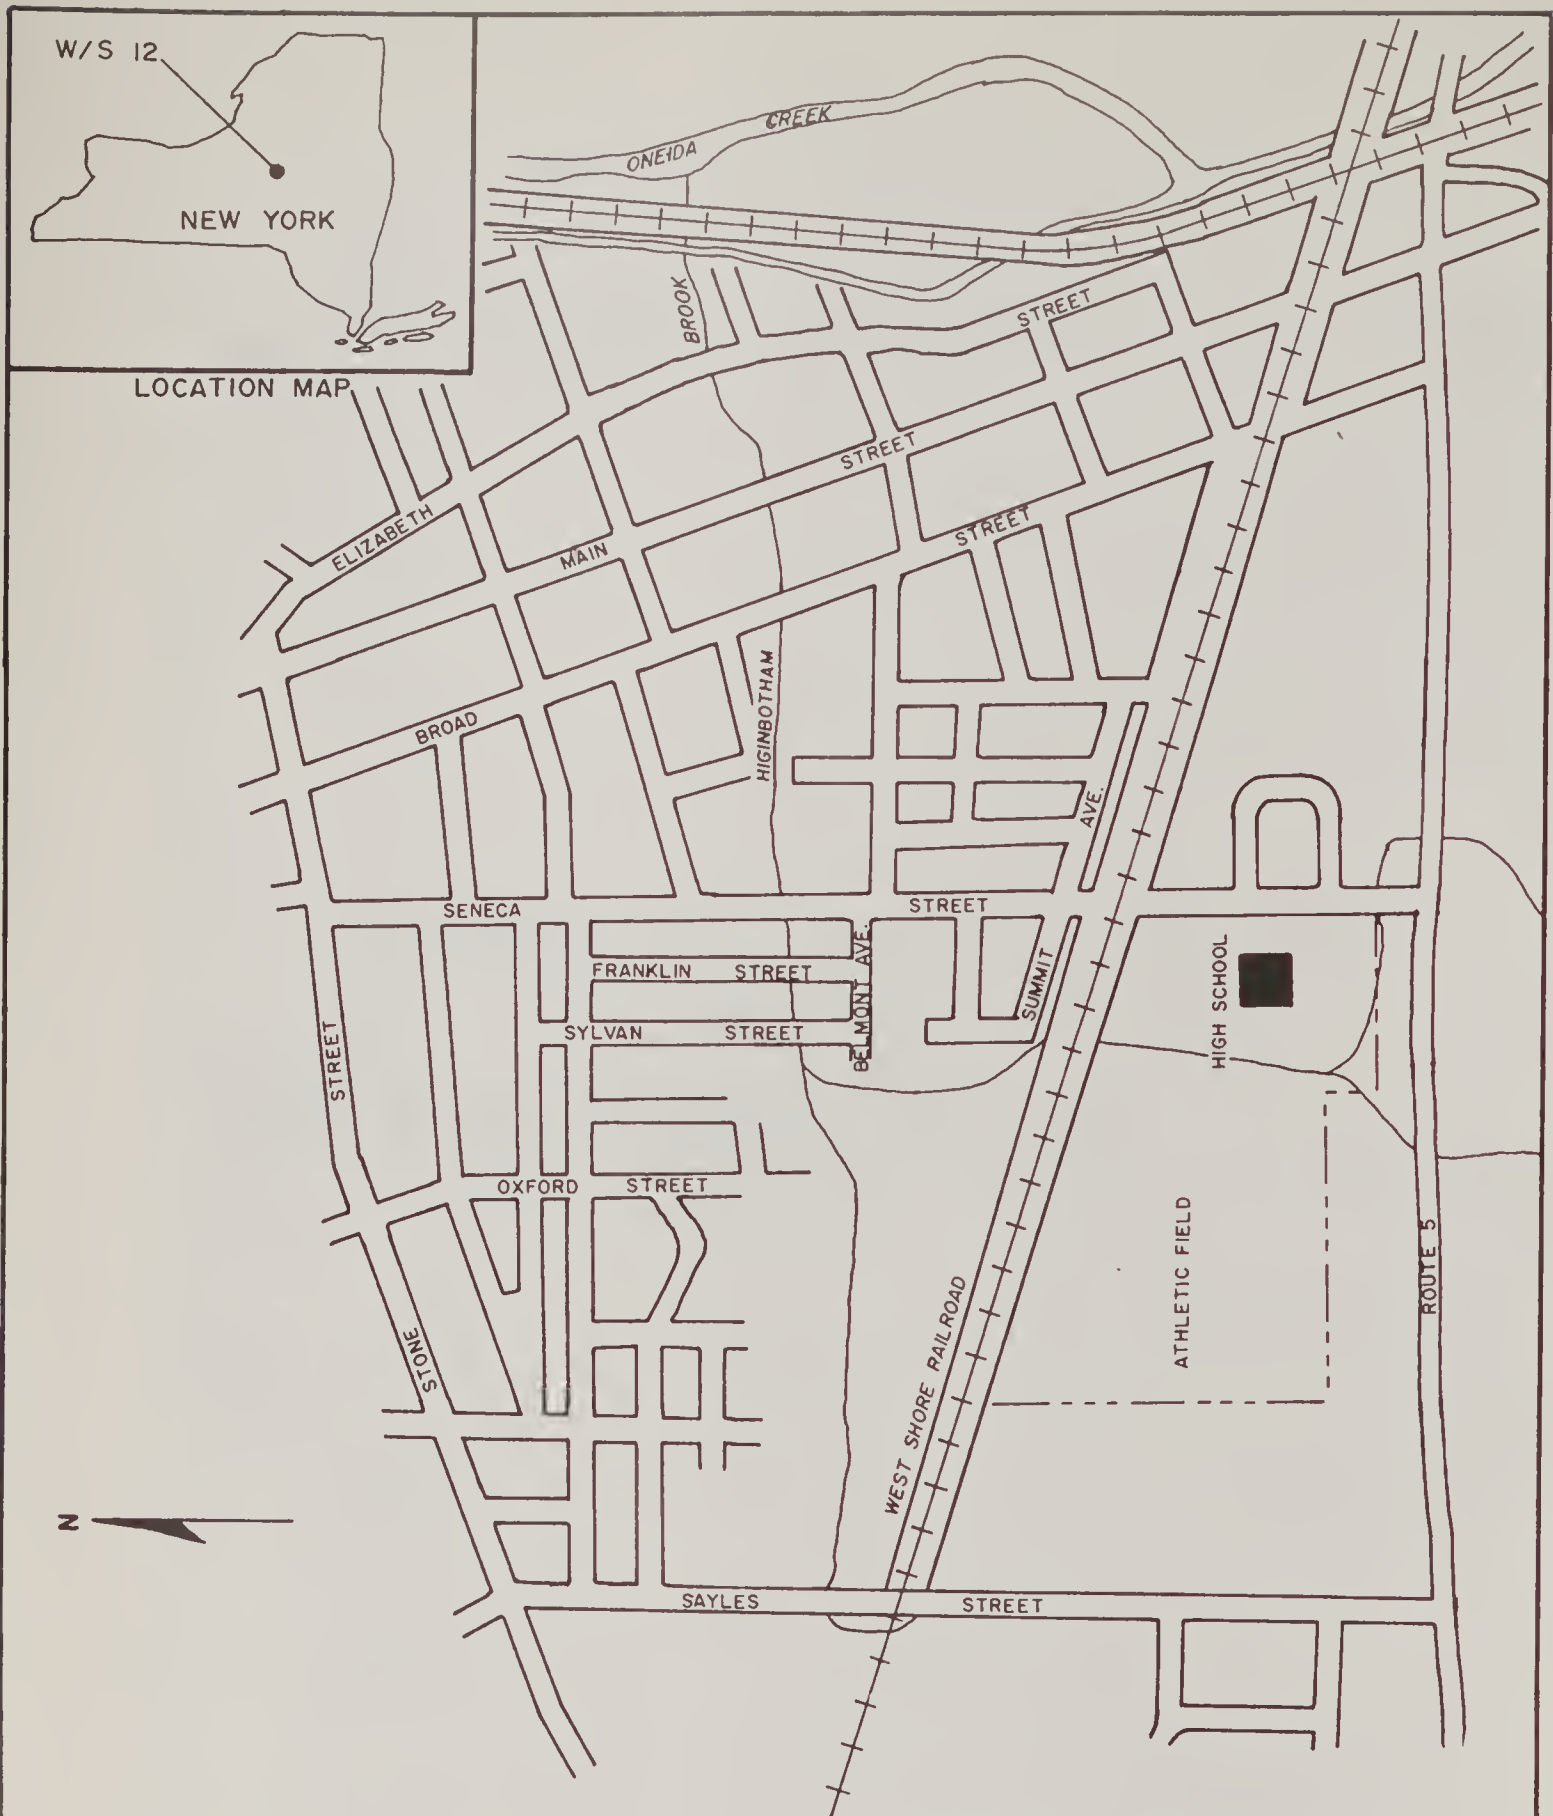 W/S 12
NEW YORK
LOCATION MAP
ONEIDA CREEK
BROOK
STREET
STREET
STREET
ELIZABETH
MAIN
BROAD
HIGINBOTHAM
AVE.
SENECA STREET
FRANKLIN STREET
BELMONT AVE.
SYLVAN STREET
SUMMIT
HIGH SCHOOL
STREET
OXFORD STREET
ATHLETIC FIELD
ROUTE 5
STONE
WEST SHORE RAILROAD
N
SAYLES STREET